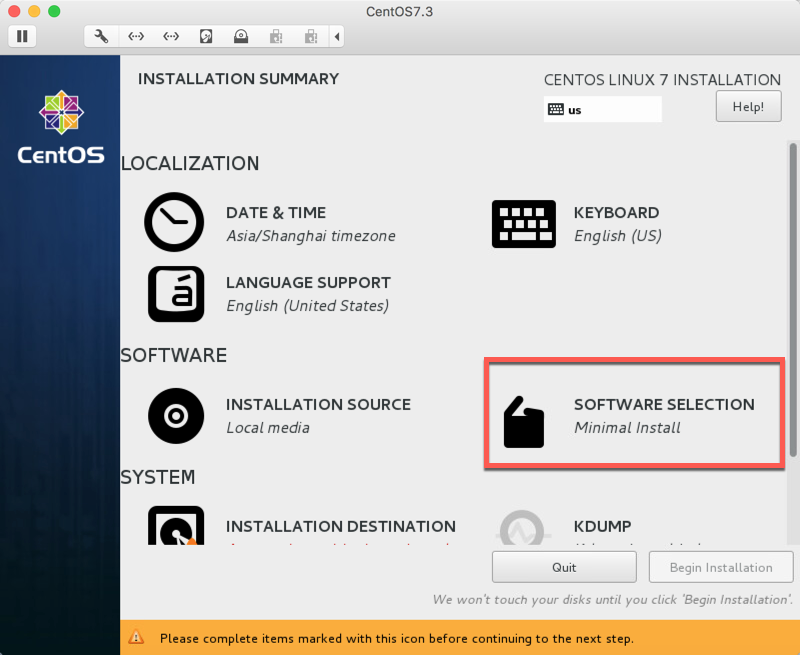 CentOS7.3
INSTALLATION SUMMARY
CENTOS LINUX 7 INSTALLATION
us
Help!
CentOS
LOCALIZATION
DATE & TIME
Asia/Shanghai timezone
KEYBOARD
English (US)
LANGUAGE SUPPORT
English (United States)
SOFTWARE
INSTALLATION SOURCE
Local media
SOFTWARE SELECTION
Minimal Install
SYSTEM
INSTALLATION DESTINATION
KDUMP
Quit
Begin Installation
We won't touch your disks until you click 'Begin Installation'.
Please complete items marked with this icon before continuing to the next step.